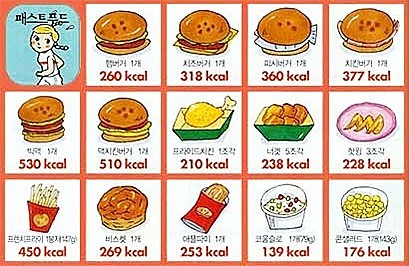 패스트푸드
햄버거 1개
260 kcal
치즈버거 1개
318 kcal
피시버거 1개
360 kcal
치킨버거 1개
377 kcal
빅맥 1개
530 kcal
맥치킨버거 1개
510 kcal
프라이드치킨 1조각
210 kcal
너겟 5조각
238 kcal
핫윙 3조각
228 kcal
프렌치프라이 1봉지(147g)
450 kcal
비스켓 1개
269 kcal
애플파이 1개
253 kcal
코울슬로 1개(79g)
139 kcal
콘샐러드 1개(143g)
176 kcal